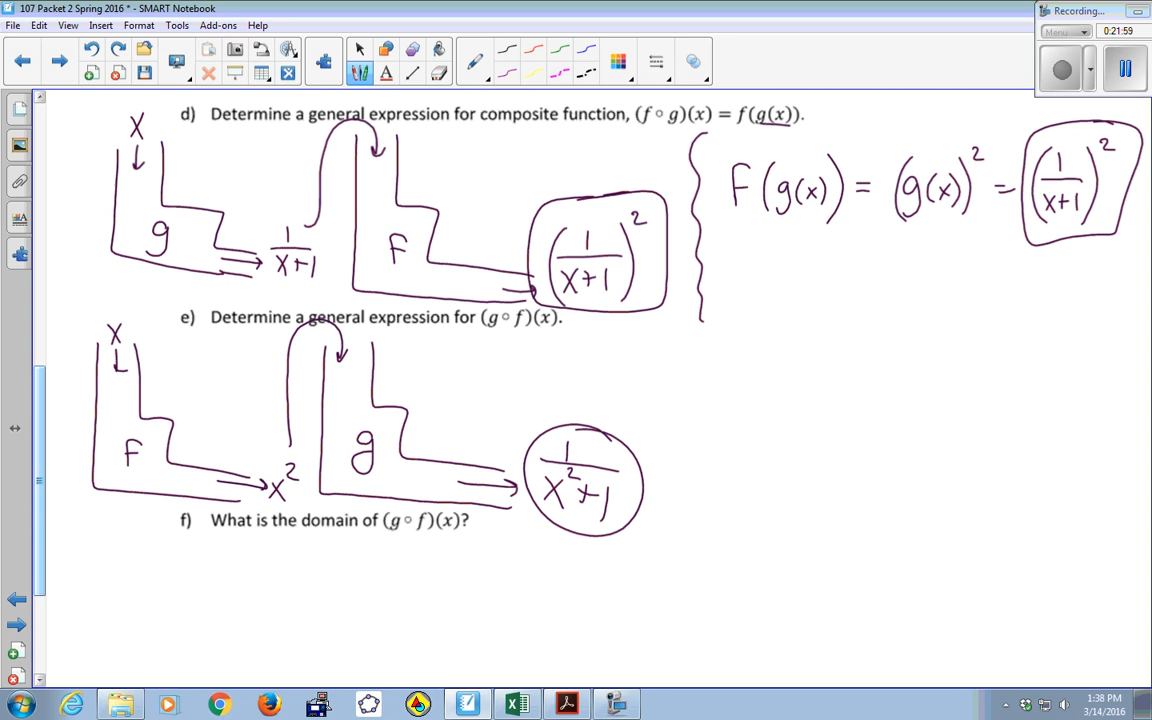 107 Packet 2 Spring 2016 * - SMART Notebook
File Edit View Insert Format Tools Add-ons Help
Recording...
Menu
0:21:59
d) Determine a general expression for composite function, (f ∘ g)(x) = f(g(x)).
X
g
1/(x+1)
f
(1/(x+1))²
F(g(x)) = (g(x))² = (1/(x+1))²
e) Determine a general expression for (g ∘ f)(x).
X
f
x²
g
1/(x²+1)
f) What is the domain of (g ∘ f)(x)?
1:38 PM
3/14/2016